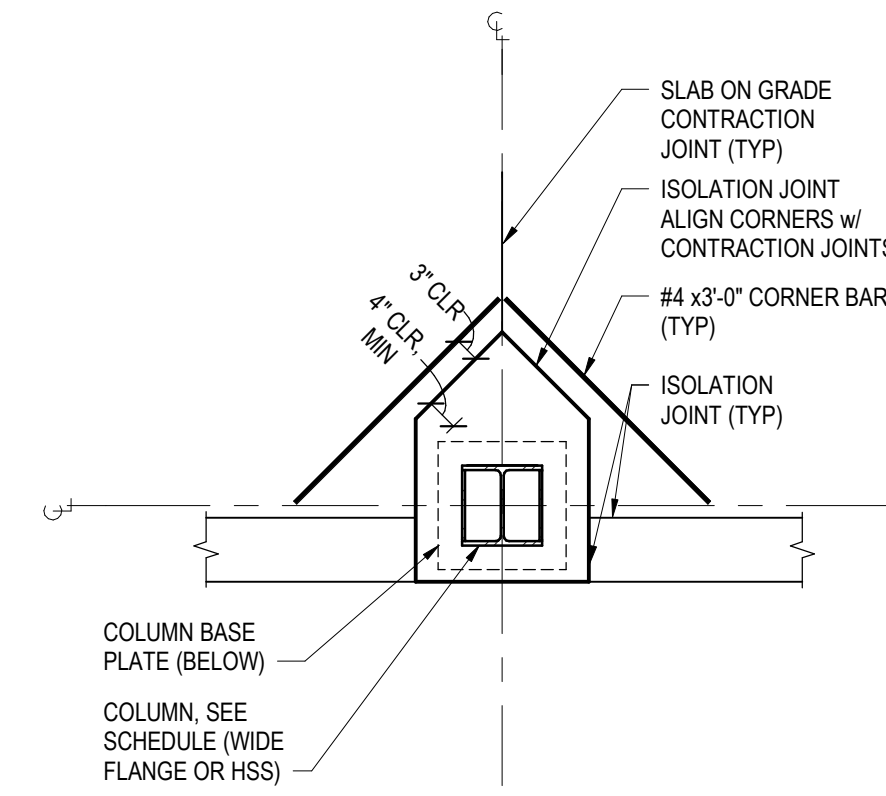 ℄
SLAB ON GRADE
CONTRACTION
JOINT (TYP)
ISOLATION JOINT
ALIGN CORNERS w/
CONTRACTION JOINTS
3" CLR
4" CLR,
MIN
#4 x3'-0" CORNER BAR
(TYP)
ISOLATION
JOINT (TYP)
℄
COLUMN BASE
PLATE (BELOW)
COLUMN, SEE
SCHEDULE (WIDE
FLANGE OR HSS)